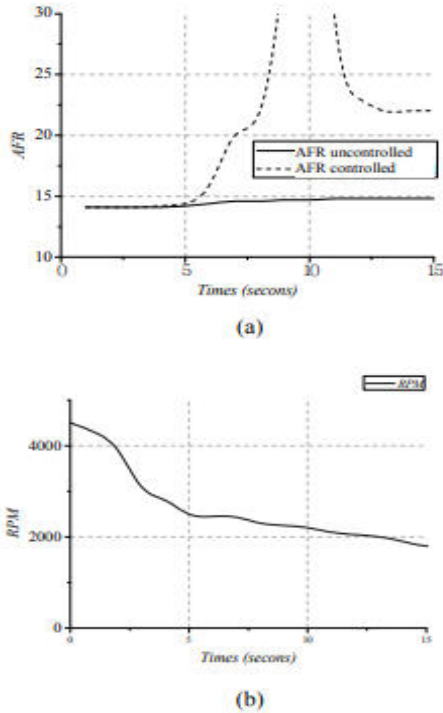 30
25
20
15
10
AFR
AFR uncontrolled
AFR controlled
0 5 10 15
Times (secons)
(a)
RPM
4000
2000
0
RPM
0 5 10 15
Times (secons)
(b)